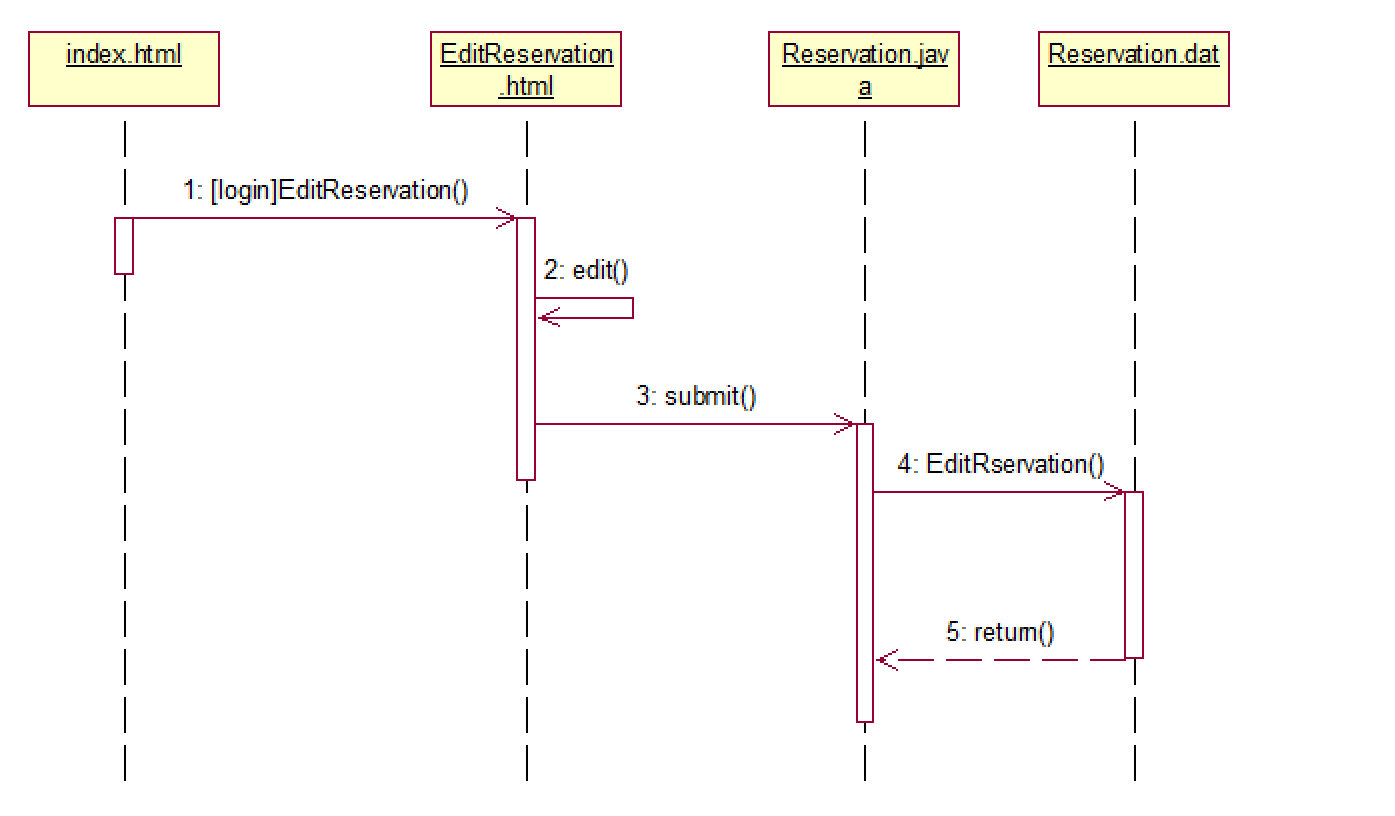 index.html
EditReservation
.html
Reservation.jav
a
Reservation.dat
1: [login]EditReservation()
2: edit()
3: submit()
4: EditRservation()
5: return()